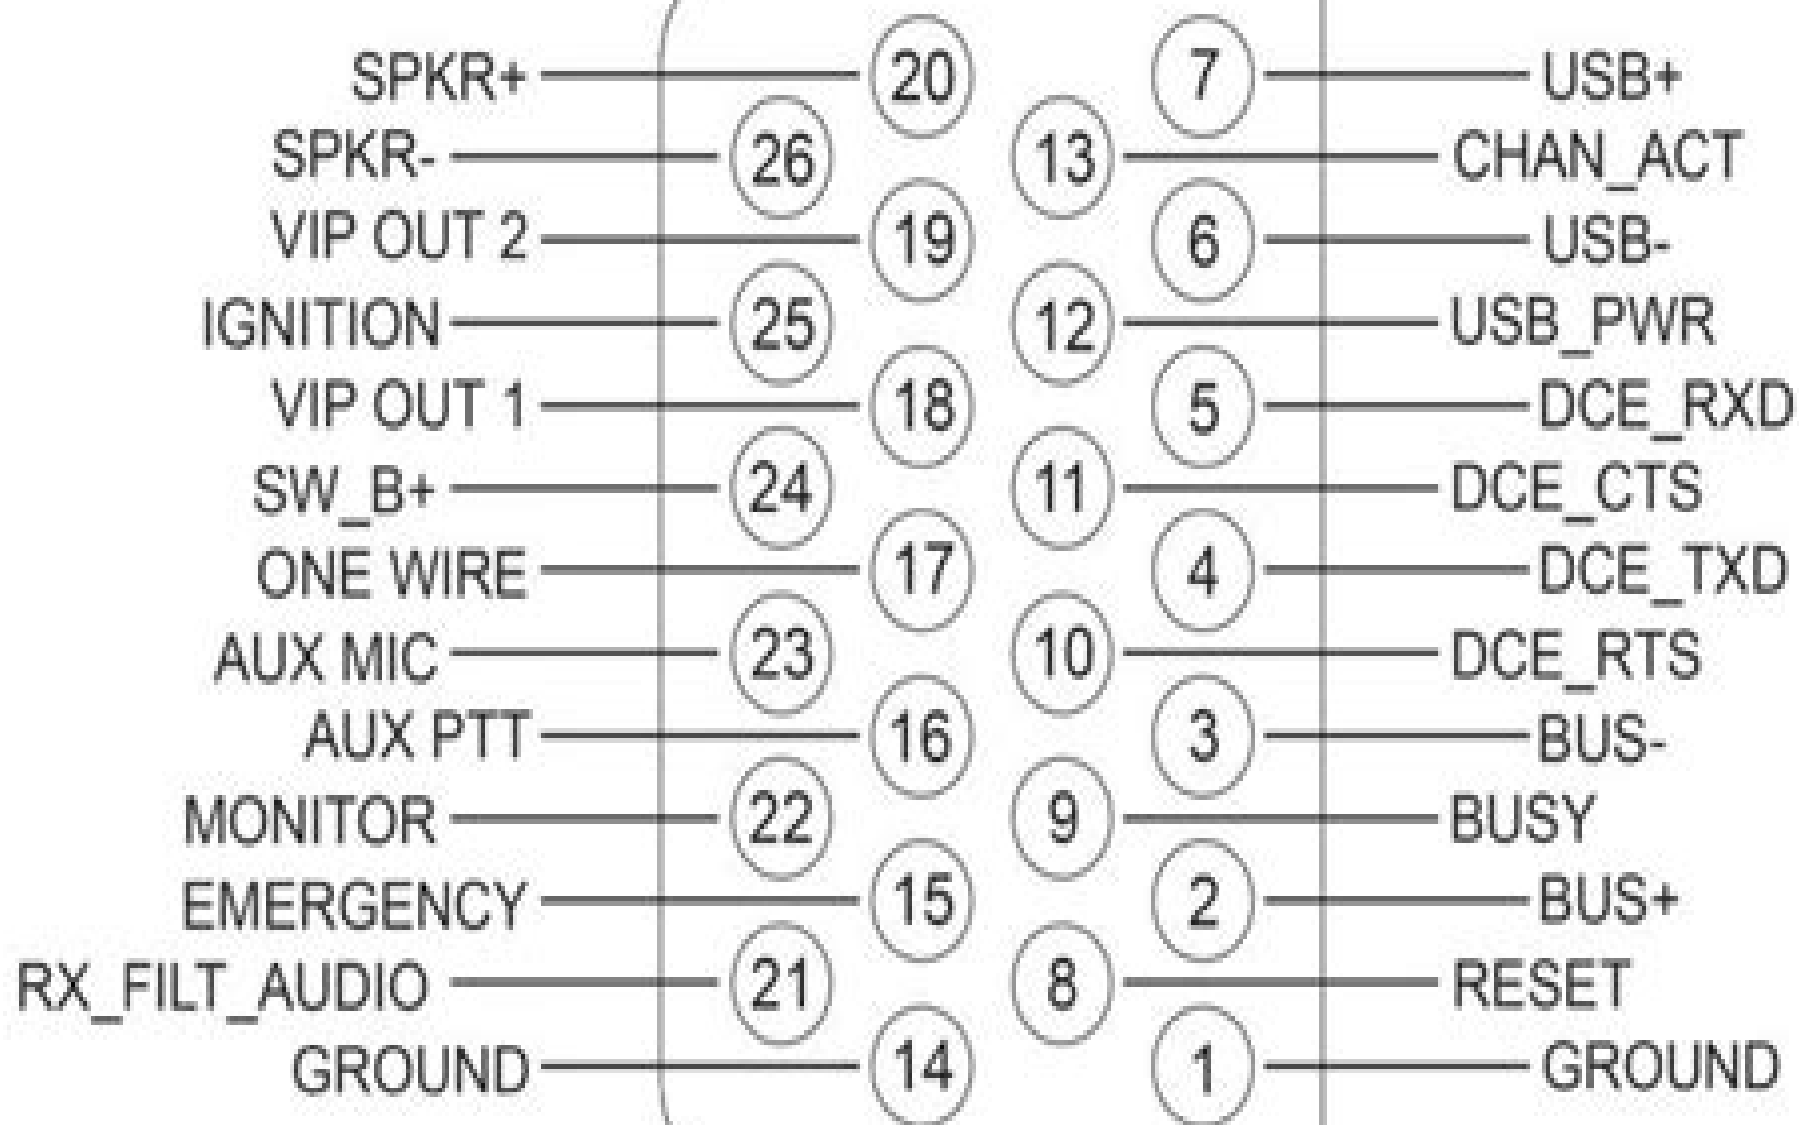 SPKR+ 20 7 USB+
SPKR- 26 13 CHAN_ACT
VIP OUT 2 19 6 USB-
IGNITION 25 12 USB_PWR
VIP OUT 1 18 5 DCE_RXD
SW_B+ 24 11 DCE_CTS
ONE WIRE 17 4 DCE_TXD
AUX MIC 23 10 DCE_RTS
AUX PTT 16 3 BUS-
MONITOR 22 9 BUSY
EMERGENCY 15 2 BUS+
RX_FILT_AUDIO 21 8 RESET
GROUND 14 1 GROUND